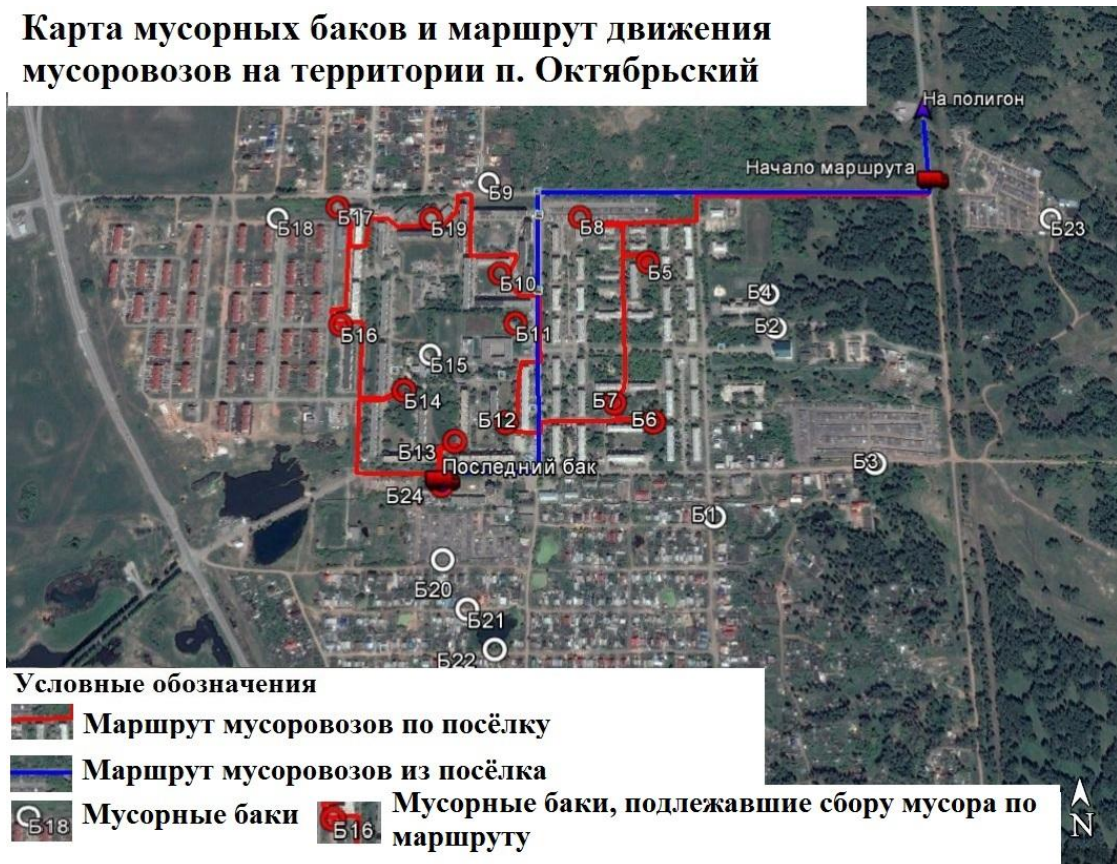 Карта мусорных баков и маршрут движения
мусоровозов на территории п. Октябрьский
На полигон
Начало маршрута
Б9
Б17
Б18
Б19
Б8
Б23
Б5
Б10
Б4
Б11
Б2
Б16
Б15
Б14
Б7
Б12
Б6
Б13
Последний бак
Б3
Б24
Б1
Б20
Б21
Б22
Условные обозначения
Маршрут мусоровозов по посёлку
Маршрут мусоровозов из посёлка
Б18
Мусорные баки
Б16
Мусорные баки, подлежавшие сбору мусора по
маршруту
N